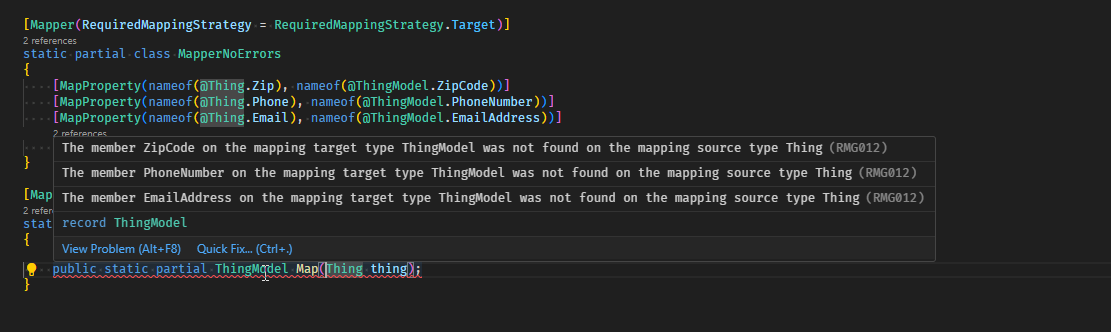 [Mapper(RequiredMappingStrategy = RequiredMappingStrategy.Target)]
2 references
static partial class MapperNoErrors
{
[MapProperty(nameof(@Thing.Zip), nameof(@ThingModel.ZipCode))]
[MapProperty(nameof(@Thing.Phone), nameof(@ThingModel.PhoneNumber))]
[MapProperty(nameof(@Thing.Email), nameof(@ThingModel.EmailAddress))]
2 references
The member ZipCode on the mapping target type ThingModel was not found on the mapping source type Thing (RMG012)
}
The member PhoneNumber on the mapping target type ThingModel was not found on the mapping source type Thing (RMG012)
[Map
The member EmailAddress on the mapping target type ThingModel was not found on the mapping source type Thing (RMG012)
2 refer
stat
record ThingModel
{
View Problem (Alt+F8) Quick Fix... (Ctrl+.)
public static partial ThingModel Map(Thing thing);
}